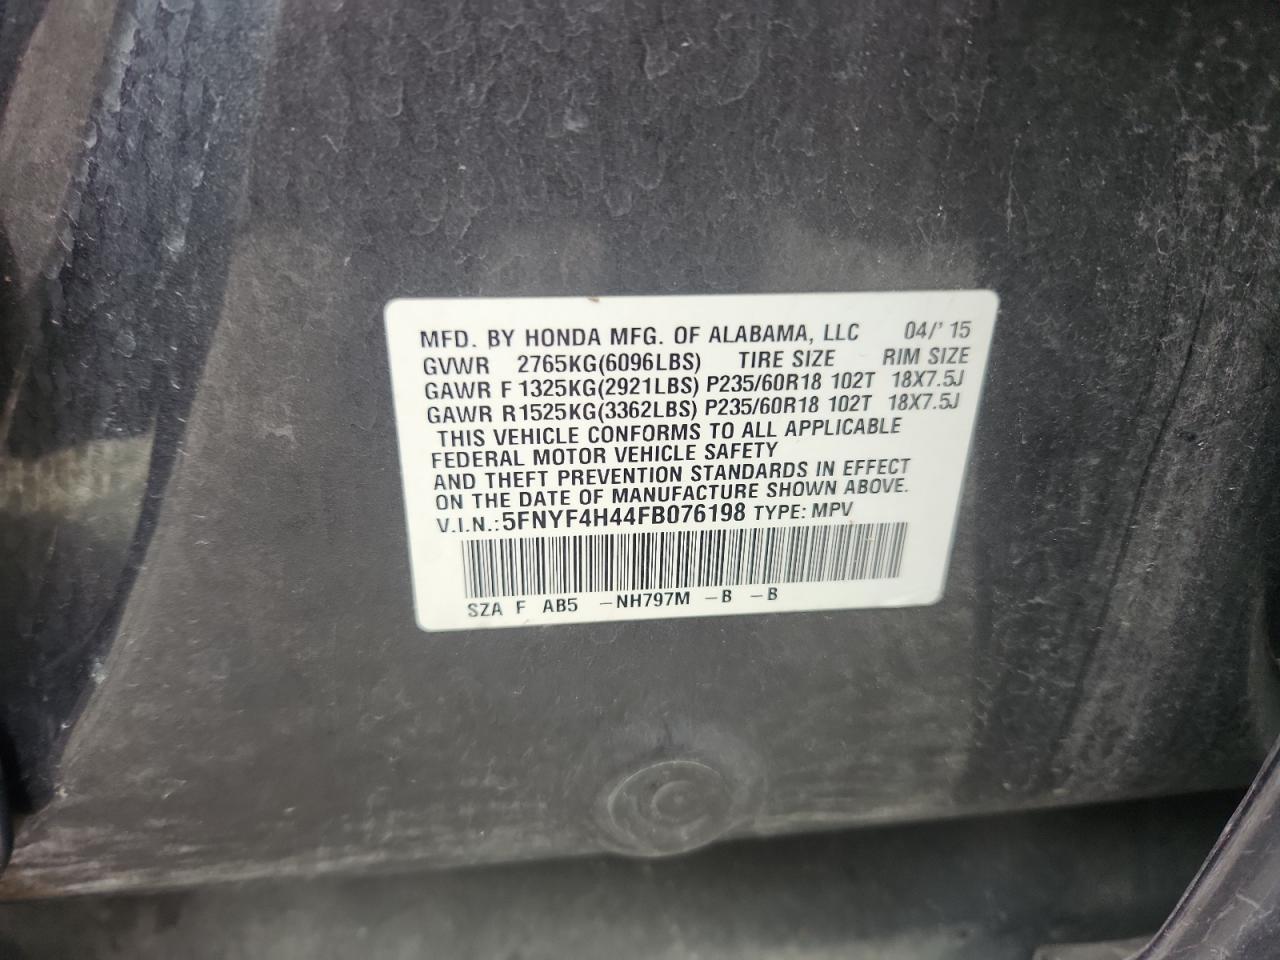 MFD. BY HONDA MFG. OF ALABAMA, LLC 04/'15
GVWR 2765KG(6096LBS) TIRE SIZE RIM SIZE
GAWR F 1325KG(2921LBS) P235/60R18 102T 18X7.5J
GAWR R 1525KG(3362LBS) P235/60R18 102T 18X7.5J
THIS VEHICLE CONFORMS TO ALL APPLICABLE
FEDERAL MOTOR VEHICLE SAFETY
AND THEFT PREVENTION STANDARDS IN EFFECT
ON THE DATE OF MANUFACTURE SHOWN ABOVE.
V.I.N.: 5FNYF4H44FB076198 TYPE: MPV
SZA F AB5 -NH797M -B -B